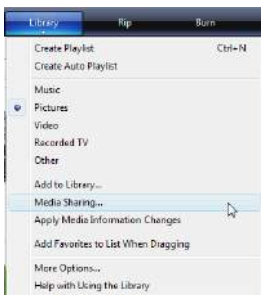 Library Rip Burn
Create Playlist Ctrl+N
Create Auto Playlist
Music
Pictures
Video
Recorded TV
Other
Add to Library...
Media Sharing...
Apply Media Information Changes
Add Favorites to List When Dragging
More Options...
Help with Using the Library